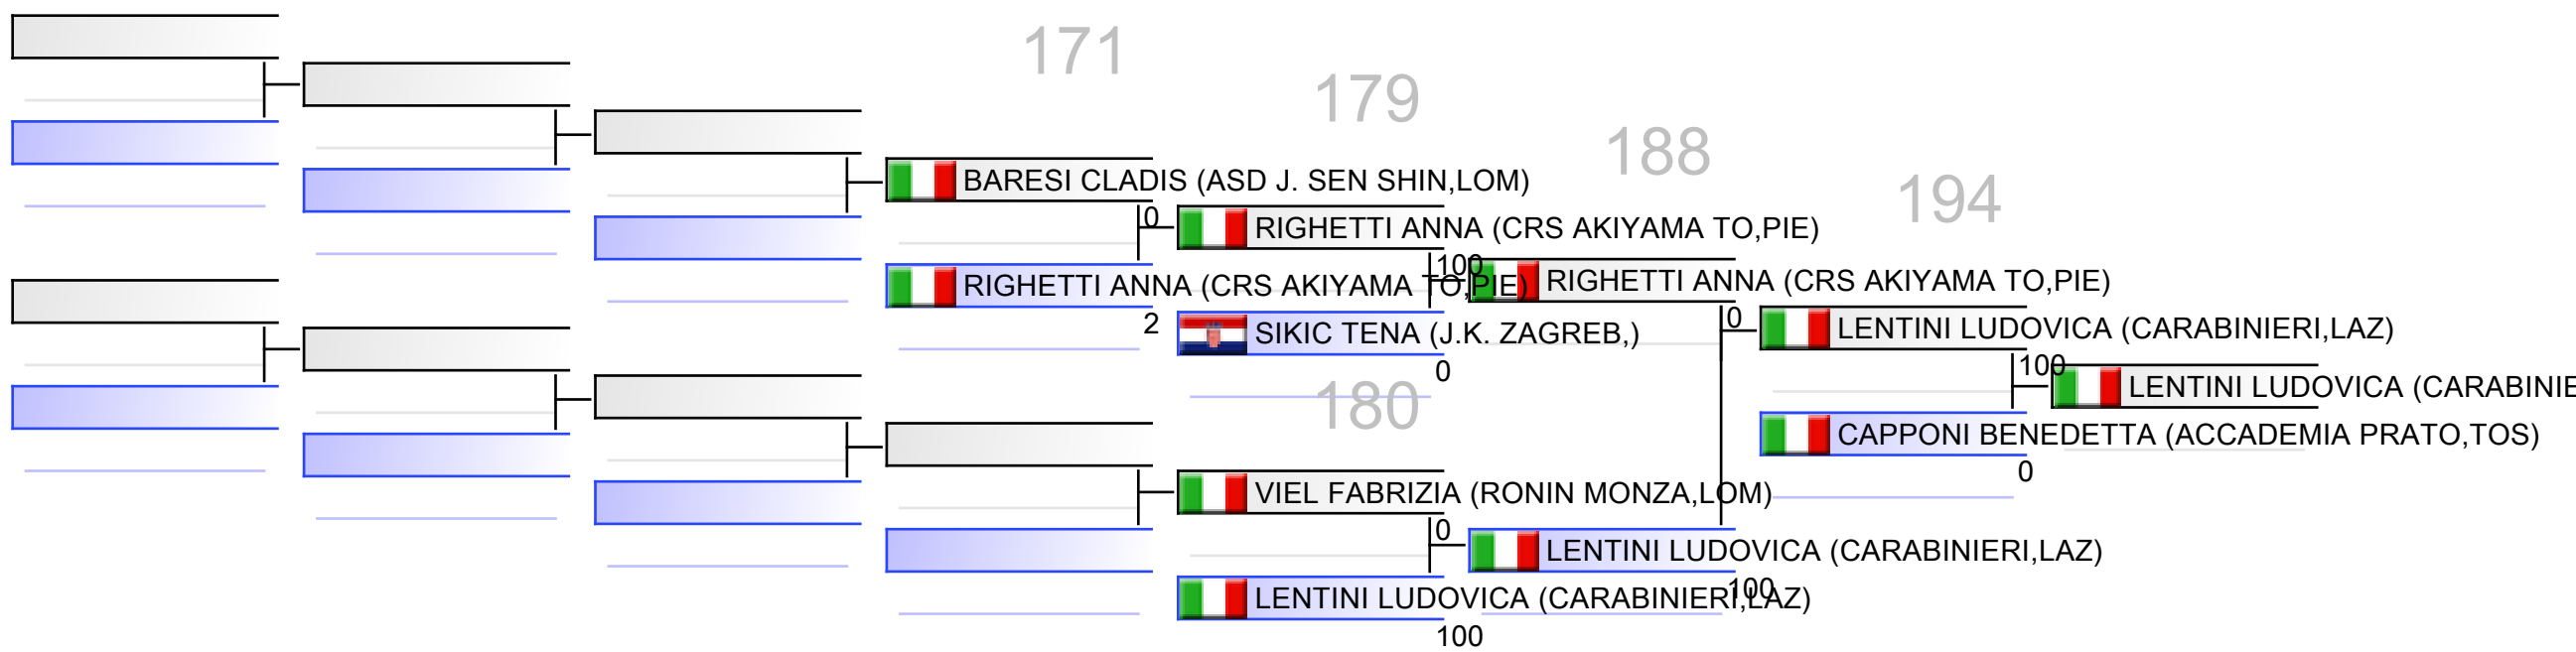 171
179
188
BARESI CLADIS (ASD J. SEN SHIN,LOM)
194
0
RIGHETTI ANNA (CRS AKIYAMA TO,PIE)
100
RIGHETTI ANNA (CRS AKIYAMA TO,PIE)
RIGHETTI ANNA (CRS AKIYAMA TO,PIE)
2
SIKIC TENA (J.K. ZAGREB,)
0
0
LENTINI LUDOVICA (CARABINIERI,LAZ)
100
LENTINI LUDOVICA (CARABINIE
180
CAPPONI BENEDETTA (ACCADEMIA PRATO,TOS)
0
VIEL FABRIZIA (RONIN MONZA,LOM)
0
LENTINI LUDOVICA (CARABINIERI,LAZ)
100
LENTINI LUDOVICA (CARABINIERI,LAZ)
100